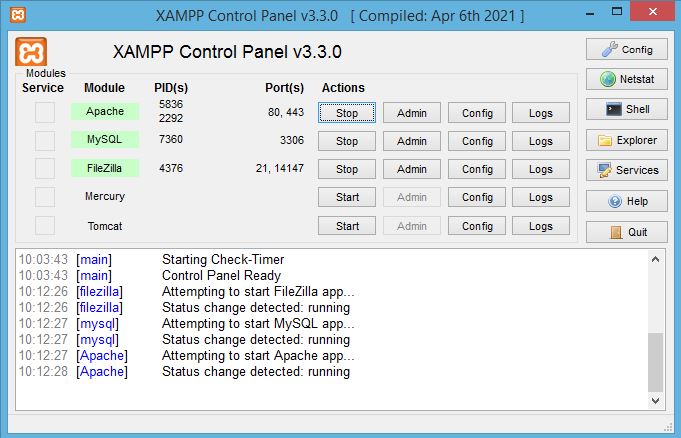 XAMPP Control Panel v3.3.0 [ Compiled: Apr 6th 2021 ]
XAMPP Control Panel v3.3.0
Config
Modules
Service Module PID(s) Port(s) Actions
Netstat
Apache 5836 2292 80, 443 Stop Admin Config Logs
Shell
MySQL 7360 3306 Stop Admin Config Logs
Explorer
FileZilla 4376 21, 14147 Stop Admin Config Logs
Services
Mercury Start Admin Config Logs
Help
Tomcat Start Admin Config Logs
Quit
10:03:43 [main] Starting Check-Timer
10:03:43 [main] Control Panel Ready
10:12:26 [filezilla] Attempting to start FileZilla app...
10:12:26 [filezilla] Status change detected: running
10:12:27 [mysql] Attempting to start MySQL app...
10:12:27 [mysql] Status change detected: running
10:12:27 [Apache] Attempting to start Apache app...
10:12:28 [Apache] Status change detected: running